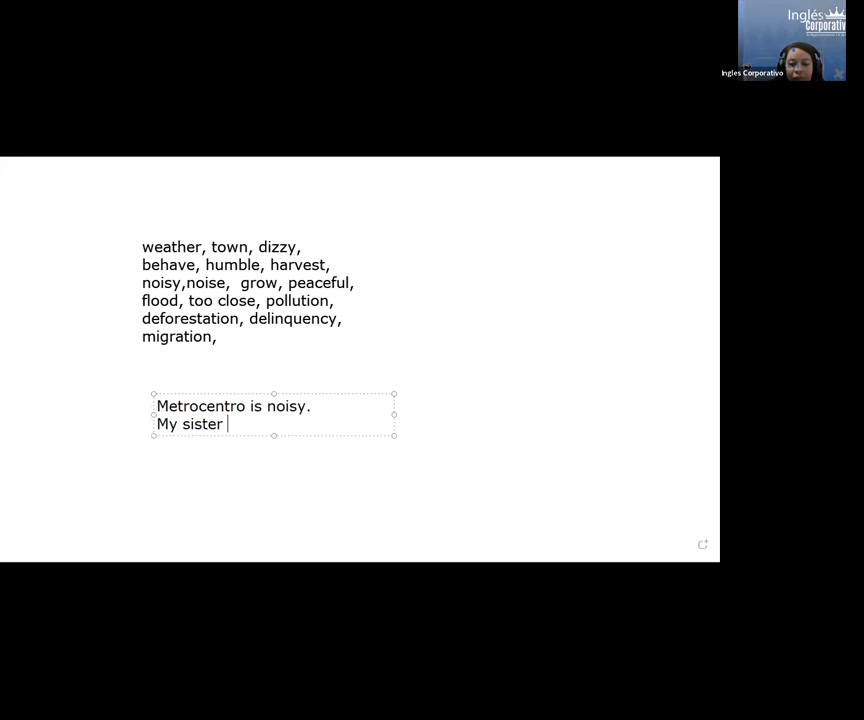 Inglés
Corporativo
Ingles Corporativo
weather, town, dizzy,
behave, humble, harvest,
noisy,noise,  grow, peaceful,
flood, too close, pollution,
deforestation, delinquency,
migration,
Metrocentro is noisy.
My sister